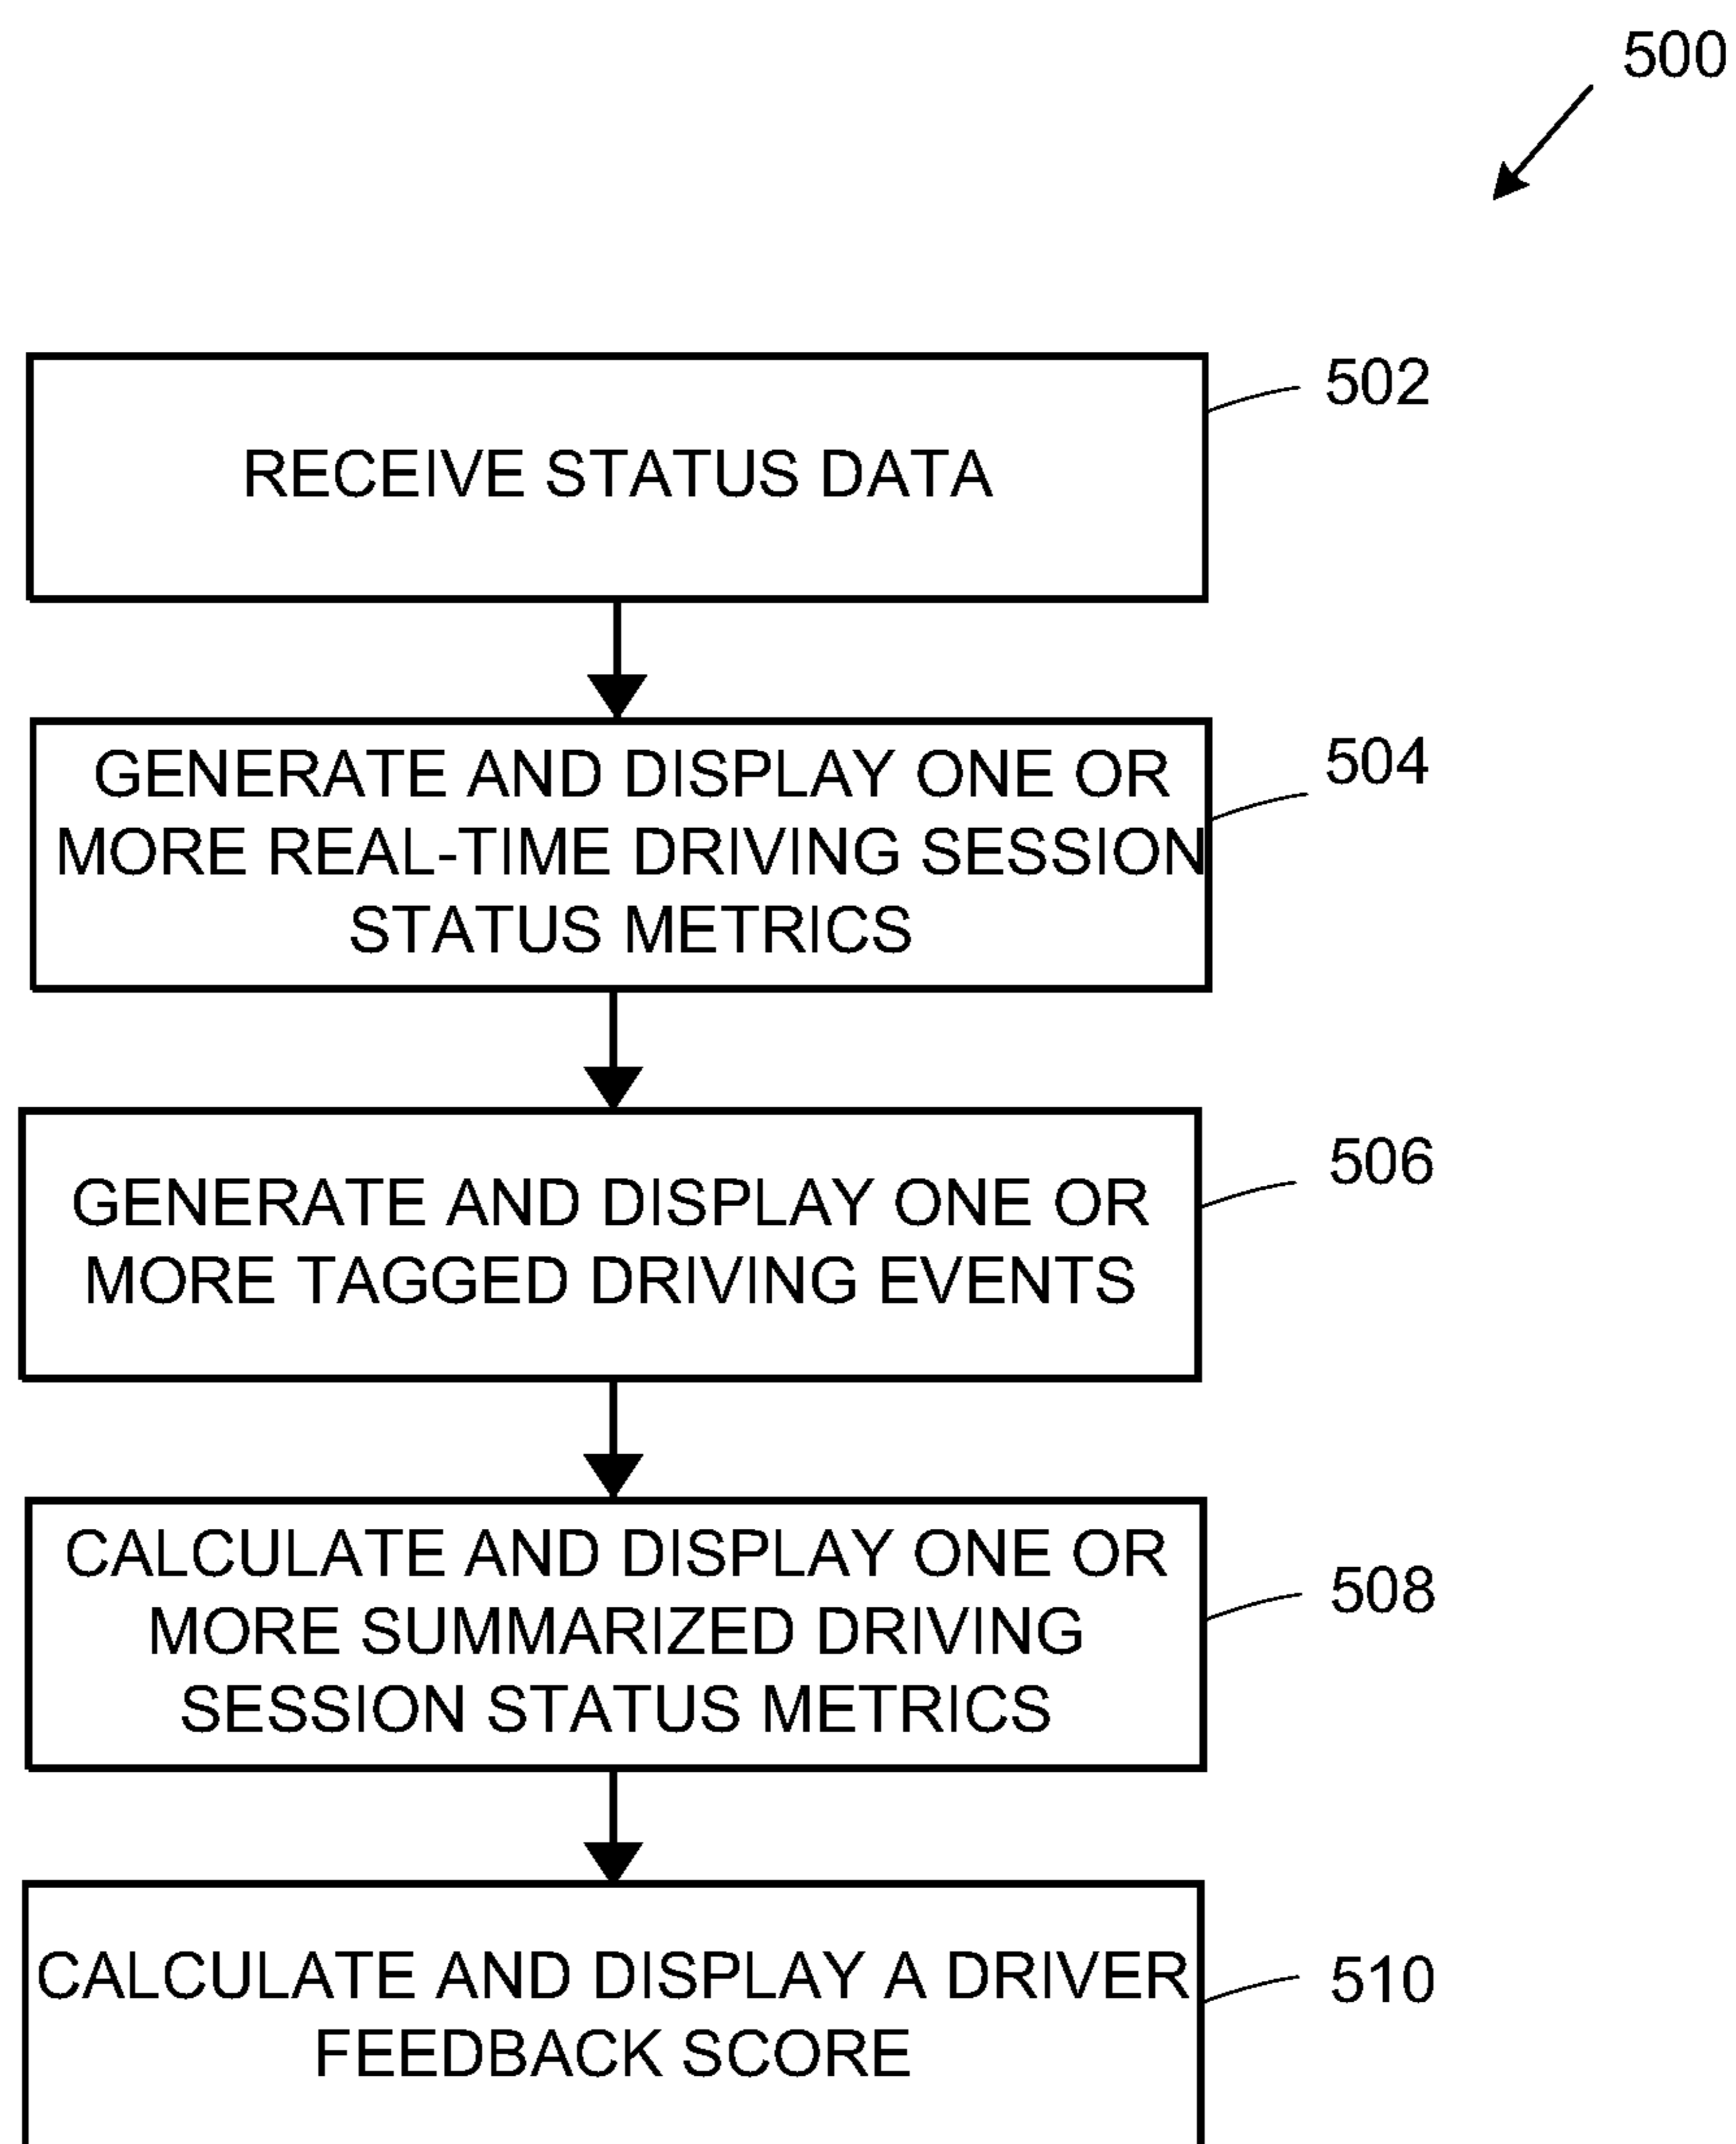 500
502
RECEIVE STATUS DATA
504
GENERATE AND DISPLAY ONE OR
MORE REAL-TIME DRIVING SESSION
STATUS METRICS
506
GENERATE AND DISPLAY ONE OR
MORE TAGGED DRIVING EVENTS
508
CALCULATE AND DISPLAY ONE OR
MORE SUMMARIZED DRIVING
SESSION STATUS METRICS
510
CALCULATE AND DISPLAY A DRIVER
FEEDBACK SCORE